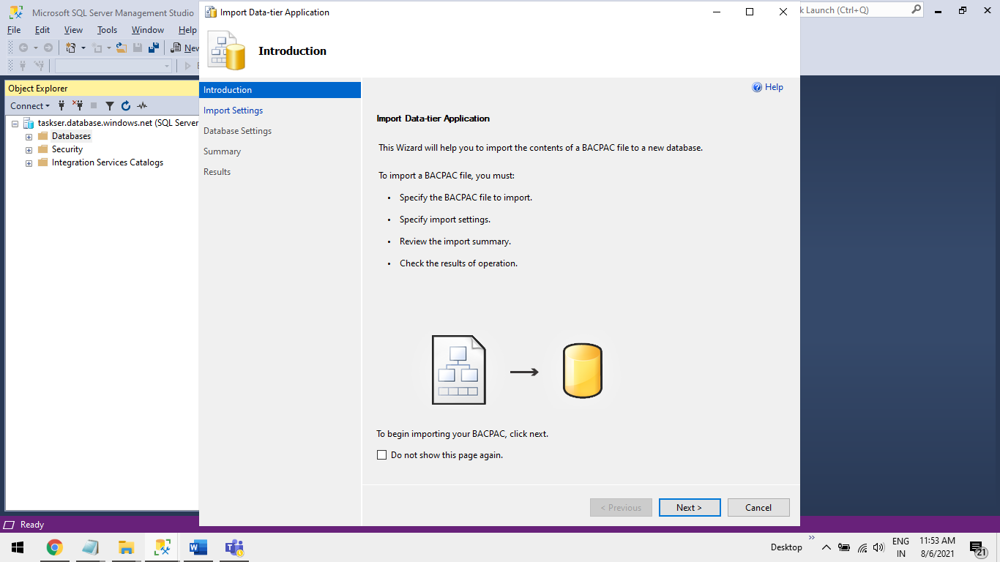 Microsoft SQL Server Management Studio
Import Data-tier Application
k Launch (Ctrl+Q)
File Edit View Tools Window Help
Introduction
New
Object Explorer
Connect
taskser.database.windows.net (SQL Server
Databases
Security
Integration Services Catalogs
Introduction
Import Settings
Database Settings
Summary
Results
Help
Import Data-tier Application
This Wizard will help you to import the contents of a BACPAC file to a new database.
To import a BACPAC file, you must:
• Specify the BACPAC file to import.
• Specify import settings.
• Review the import summary.
• Check the results of operation.
To begin importing your BACPAC, click next.
Do not show this page again.
< Previous
Next >
Cancel
Ready
Desktop
ENG
IN
11:53 AM
8/6/2021
21